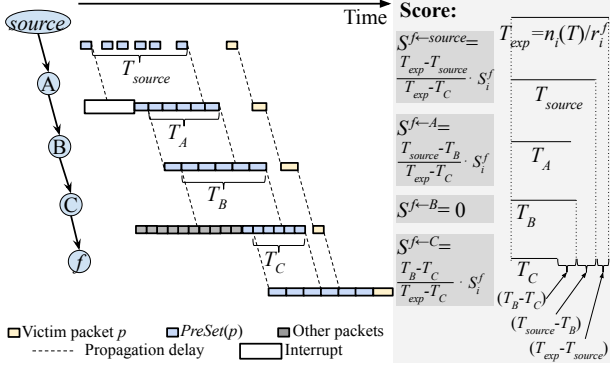 source
A
B
C
f
Time
T_source
T_A
T_B
T_C
Victim packet p
PreSet(p)
Other packets
Propagation delay
Interrupt
Score:
S^{f←source}=
T_exp-T_source
T_exp-T_C
· S_i^f
S^{f←A}=
T_source-T_B
T_exp-T_C
· S_i^f
S^{f←B}= 0
S^{f←C}=
T_B-T_C
T_exp-T_C
· S_i^f
T_exp=n_i(T)/r_i^f
T_source
T_A
T_B
T_C
(T_B-T_C)
(T_source-T_B)
(T_exp-T_source)